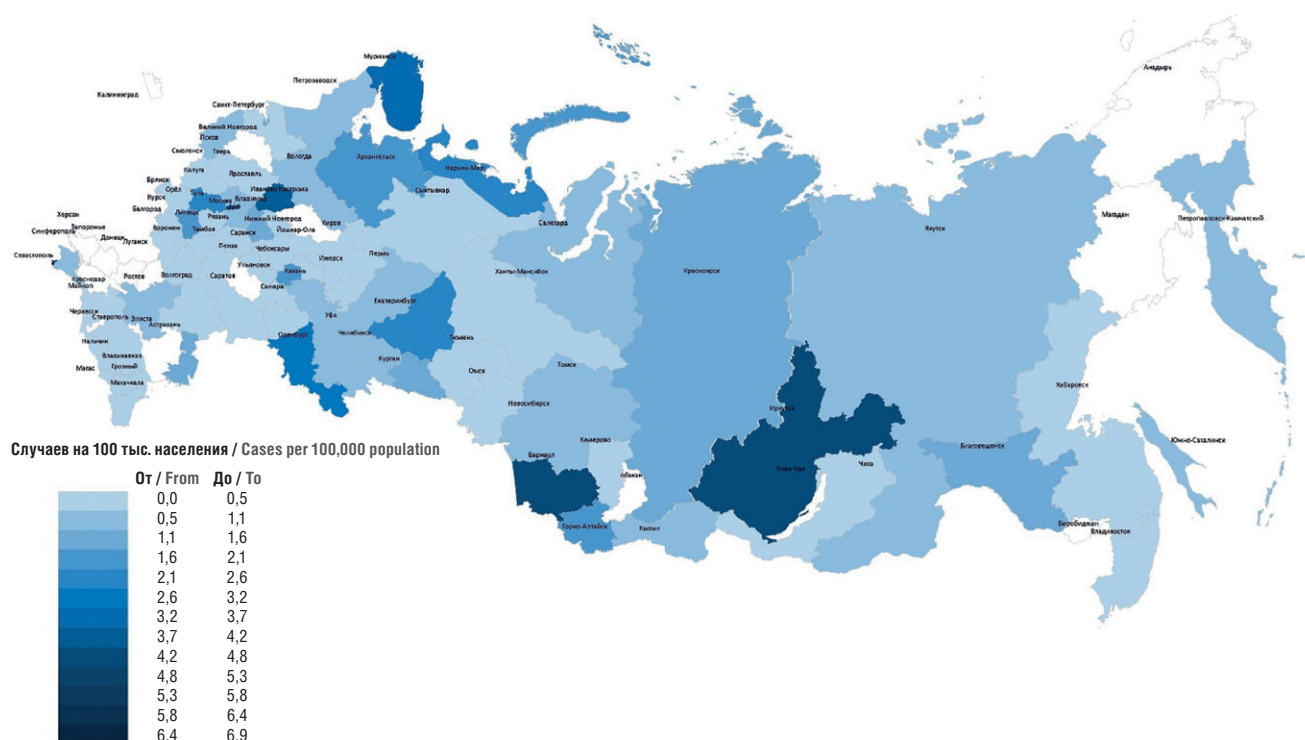 Мурманск
Анадырь
Петрозаводск
Калининград
Санкт-Петербург
Великий Новгород
Псков
Смоленск
Тверь
Вологда
Архангельск
Нарьян-Мар
Калуга
Ярославль
Брянск
Орёл
Тула
Иваново
Кострома
Сыктывкар
Курск
Москва
Владимир
Белгород
Липецк
Рязань
Нижний Новгород
Киров
Салехард
Магадан
Петропавловск-Камчатский
Херсон
Запорожье
Симферополь
Донецк
Луганск
Воронеж
Тамбов
Саранск
Йошкар-Ола
Якутск
Пенза
Чебоксары
Севастополь
Ижевск
Пермь
Ульяновск
Казань
Ханты-Мансийск
Красноярск
Краснодар
Майкоп
Ростов
Волгоград
Саратов
Самара
Екатеринбург
Черкесск
Ставрополь
Элиста
Астрахань
Уфа
Оренбург
Челябинск
Тюмень
Нальчик
Владикавказ
Магас
Грозный
Махачкала
Курган
Омск
Томск
Хабаровск
Новосибирск
Иркутск
Кемерово
Южно-Сахалинск
Барнаул
Абакан
Улан-Удэ
Чита
Благовещенск
Горно-Алтайск
Кызыл
Биробиджан
Владивосток
Случаев на 100 тыс. населения / Cases per 100,000 population
От / From До / To
0,0 0,5
0,5 1,1
1,1 1,6
1,6 2,1
2,1 2,6
2,6 3,2
3,2 3,7
3,7 4,2
4,2 4,8
4,8 5,3
5,3 5,8
5,8 6,4
6,4 6,9